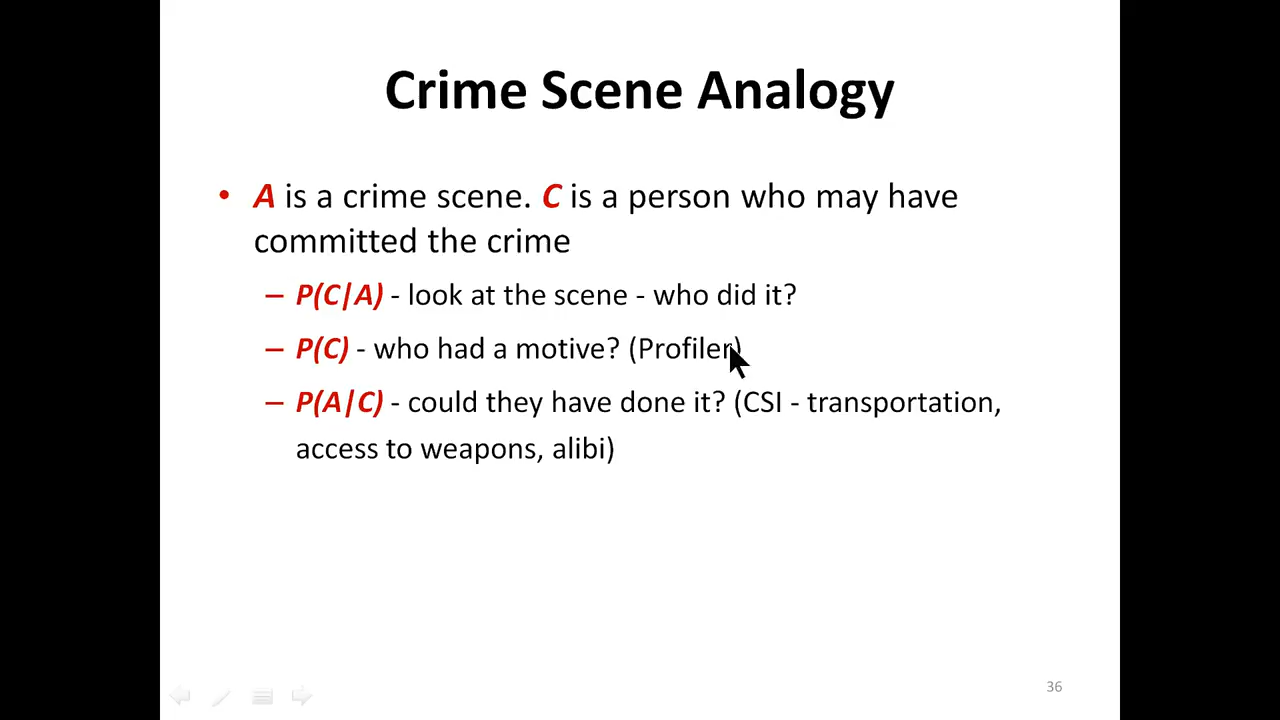 Crime Scene Analogy
• A is a crime scene. C is a person who may have
committed the crime
– P(C|A) - look at the scene - who did it?
– P(C) - who had a motive? (Profiler)
– P(A|C) - could they have done it? (CSI - transportation,
access to weapons, alibi)
36